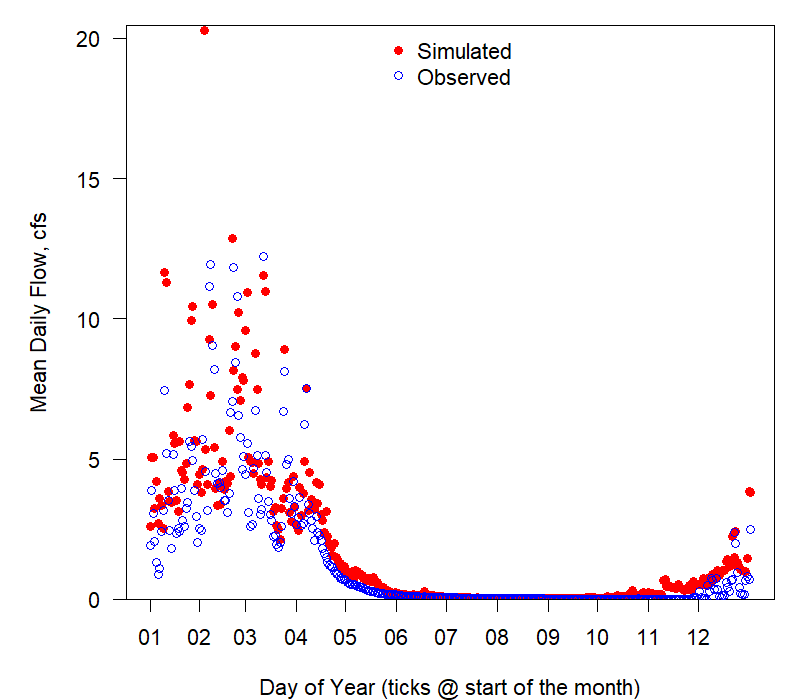 20
Simulated
Observed
15
10
5
0
Mean Daily Flow, cfs
01 02 03 04 05 06 07 08 09 10 11 12
Day of Year (ticks @ start of the month)